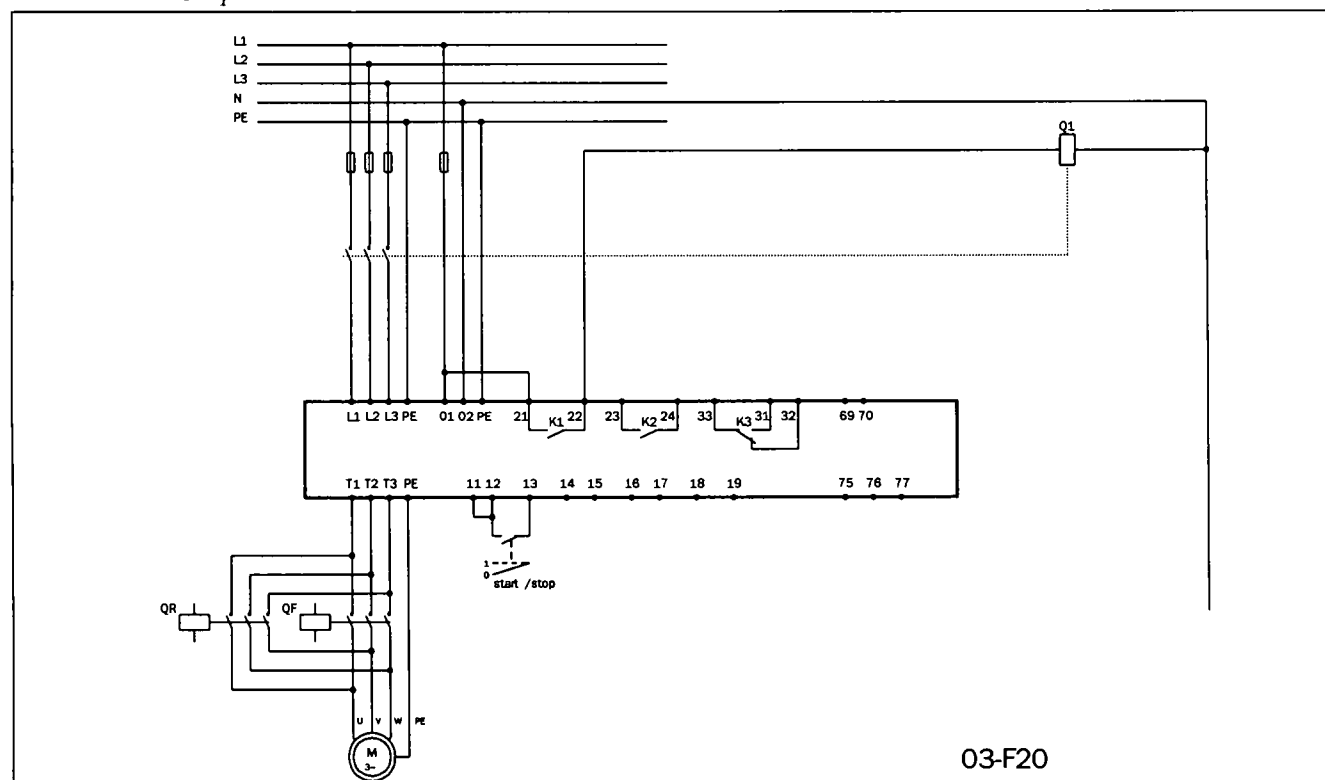 L1
L2
L3
N
PE
Q1
L1 L2 L3 PE 01 02 PE 21 K1 22 23 K2 24 33 K3 31 32 69 70
T1 T2 T3 PE 11 12 13 14 15 16 17 18 19 75 76 77
1
0
start /stop
QR QF
U V W PE
M
3~
03-F20